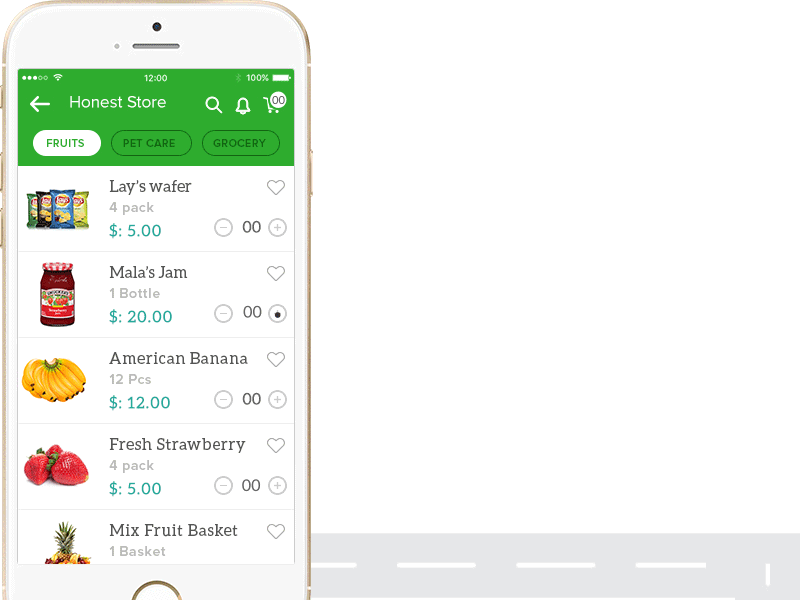 12:00 100%
Honest Store 00
FRUITS PET CARE GROCERY
Lay's wafer
4 pack
$: 5.00 00
Mala's Jam
1 Bottle
$: 20.00 00
American Banana
12 Pcs
$: 12.00 00
Fresh Strawberry
4 pack
$: 5.00 00
Mix Fruit Basket
1 Basket